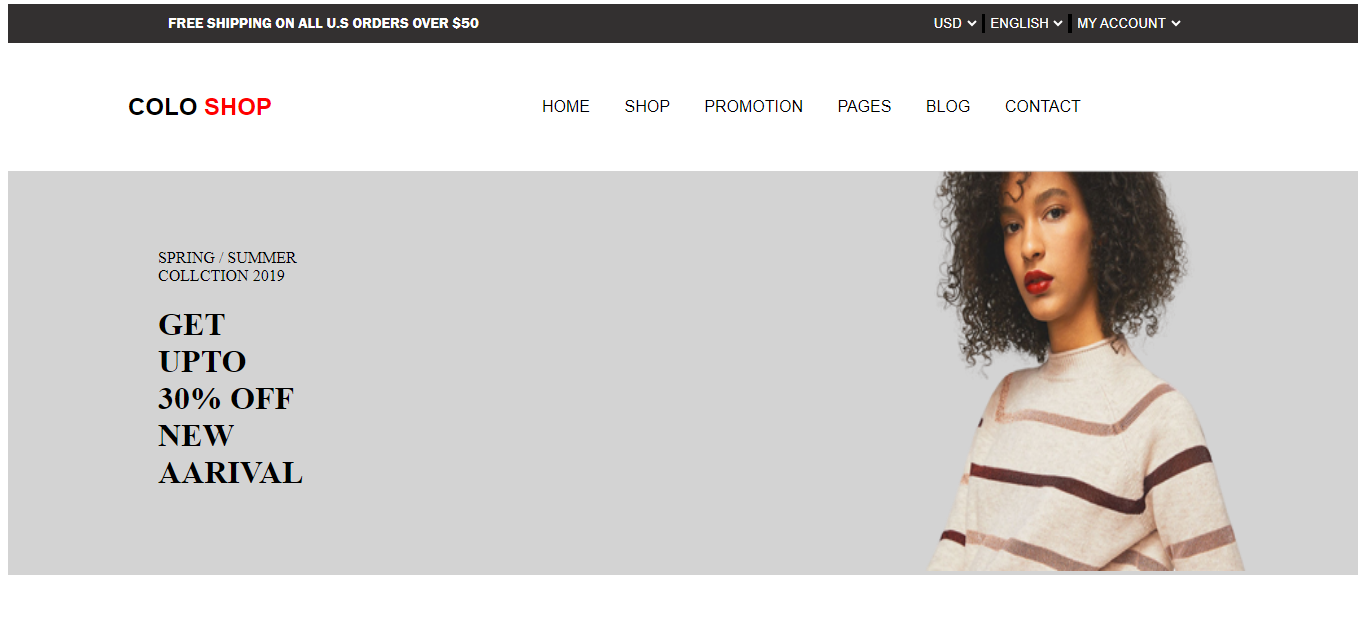 FREE SHIPPING ON ALL U.S ORDERS OVER $50
USD ENGLISH MY ACCOUNT
COLO SHOP
HOME SHOP PROMOTION PAGES BLOG CONTACT
SPRING / SUMMER
COLLCTION 2019
GET
UPTO
30% OFF
NEW
AARIVAL